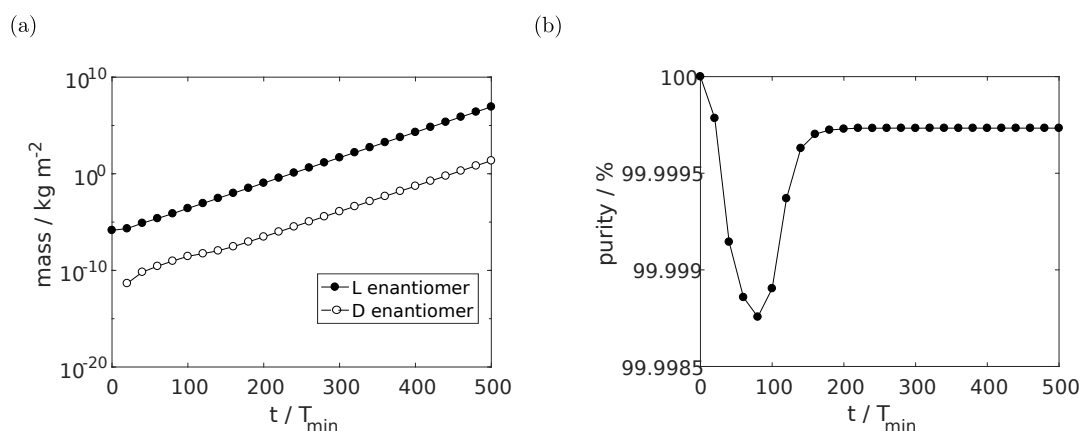 (a)
(b)
10^10
10^0
10^-10
10^-20
mass / kg m^-2
L enantiomer
D enantiomer
0 100 200 300 400 500
t / T_min
100
99.9995
99.999
99.9985
purity / %
0 100 200 300 400 500
t / T_min